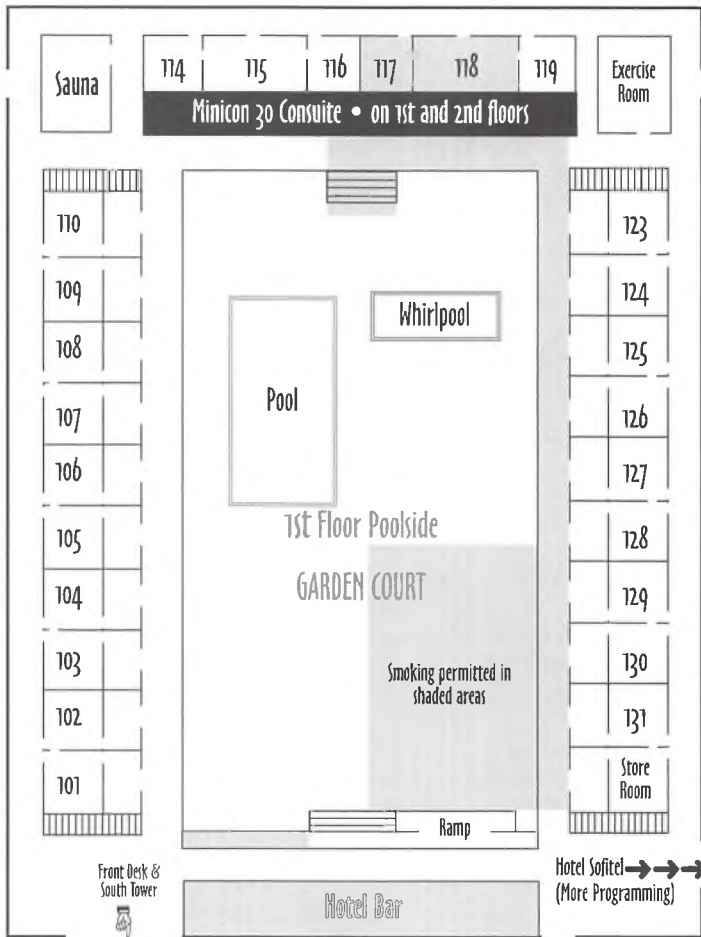 Sauna
114 115 116 117 118 119
Exercise
Room
Minicon 30 Consuite • on 1st and 2nd floors
110
109
108
107
106
105
104
103
102
101
Whirlpool
Pool
1st Floor Poolside
GARDEN COURT
Smoking permitted in
shaded areas
Ramp
123
124
125
126
127
128
129
130
131
Store
Room
Front Desk &
South Tower
Hotel Bar
Hotel Sofitel
(More Programming)